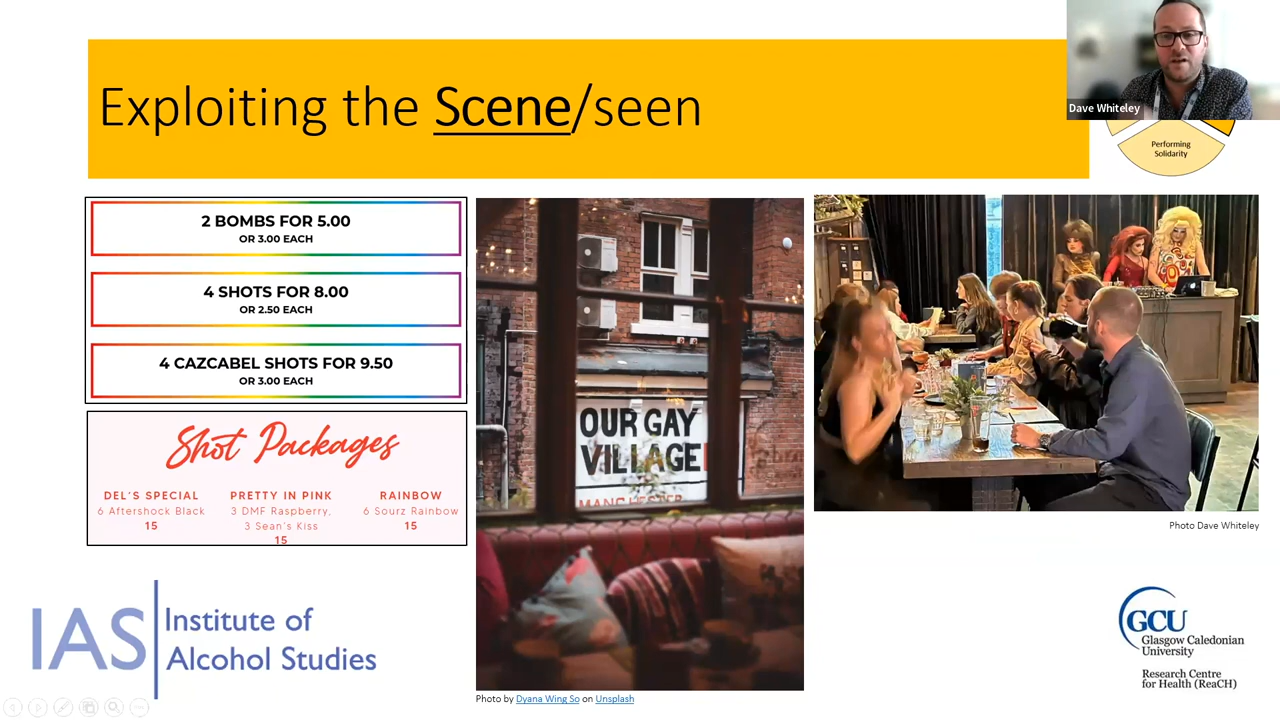 Exploiting the Scene/seen
Dave Whiteley
Performing
Solidarity
2 BOMBS FOR 5.00
OR 3.00 EACH
4 SHOTS FOR 8.00
OR 2.50 EACH
4 CAZCABEL SHOTS FOR 9.50
OR 3.00 EACH
Shot Packages
DEL'S SPECIAL
6 Aftershock Black
15
PRETTY IN PINK
3 DMF Raspberry,
3 Sean's Kiss
15
RAINBOW
6 Sourz Rainbow
15
OUR GAY
VILLAGE
MANCHESTER
Photo by Dyana Wing So on Unsplash
Photo Dave Whiteley
IAS
Institute of
Alcohol Studies
GCU
Glasgow Caledonian
University
Research Centre
for Health (ReaCH)